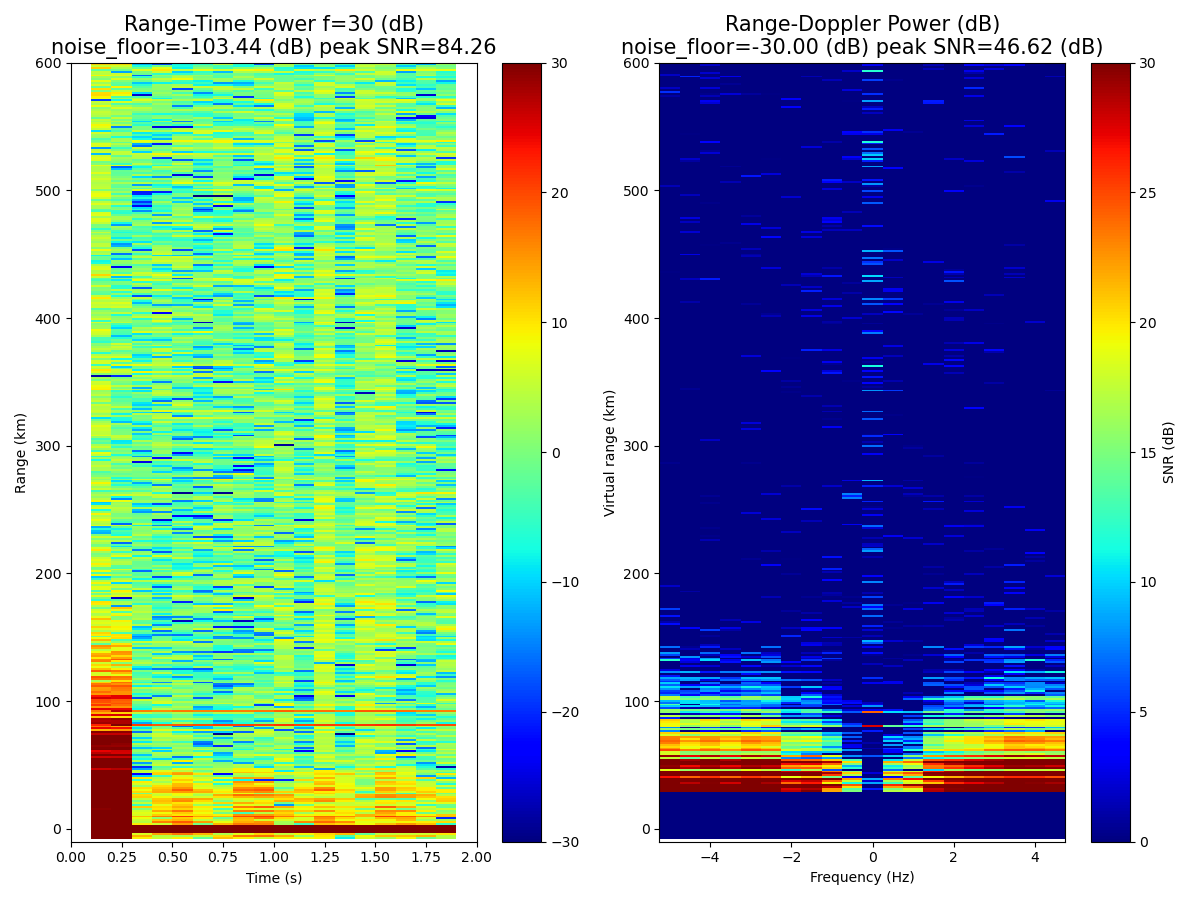 Range-Time Power f=30 (dB)
noise_floor=-103.44 (dB) peak SNR=84.26
Range-Doppler Power (dB)
noise_floor=-30.00 (dB) peak SNR=46.62 (dB)
600
500
400
300
200
100
0
Range (km)
0.00 0.25 0.50 0.75 1.00 1.25 1.50 1.75 2.00
Time (s)
30
20
10
0
−10
−20
−30
600
500
400
300
200
100
0
Virtual range (km)
−4 −2 0 2 4
Frequency (Hz)
30
25
20
15
10
5
0
SNR (dB)